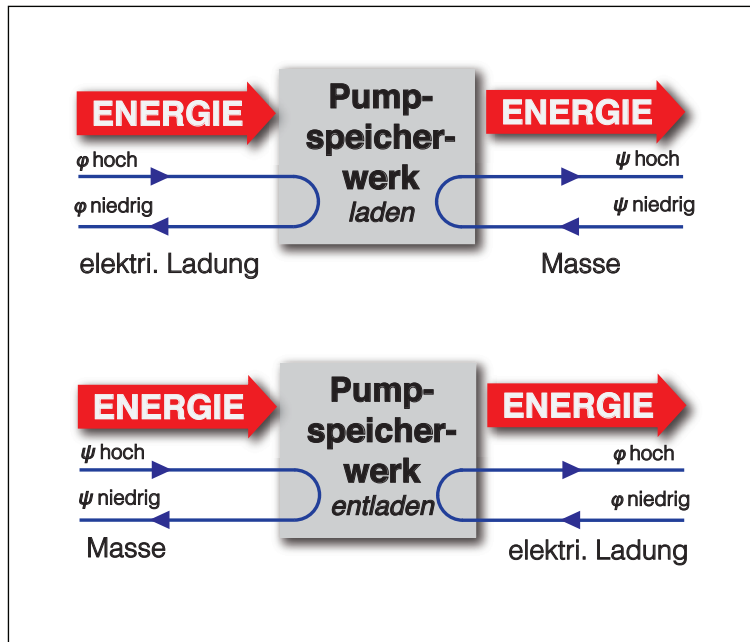 ENERGIE
Pump-
speicher-
werk
laden
ENERGIE
φ hoch
φ niedrig
elektri. Ladung
ψ hoch
ψ niedrig
Masse
ENERGIE
Pump-
speicher-
werk
entladen
ENERGIE
ψ hoch
ψ niedrig
Masse
φ hoch
φ niedrig
elektri. Ladung